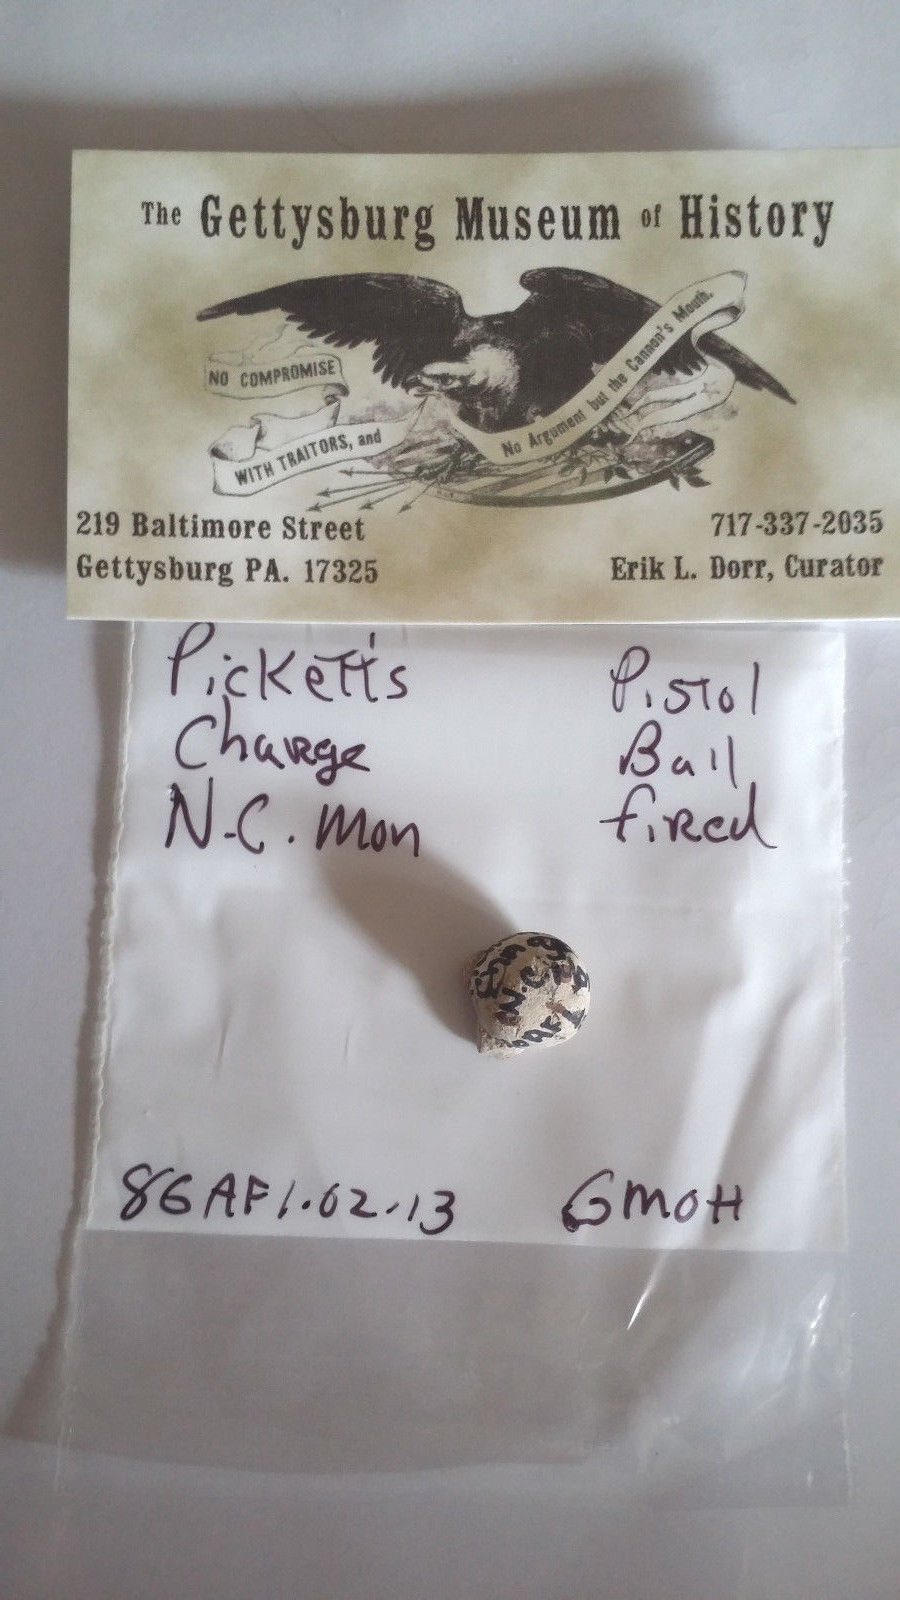 The Gettysburg Museum of History
NO COMPROMISE
WITH TRAITORS, and
No Argument but the Cannon's Mouth.
219 Baltimore Street
Gettysburg PA. 17325
717-337-2035
Erik L. Dorr, Curator
Pickett's
Charge
N.C. Mon
Pistol
Ball
fired
N.C.
86AF1.02.13
GMOH